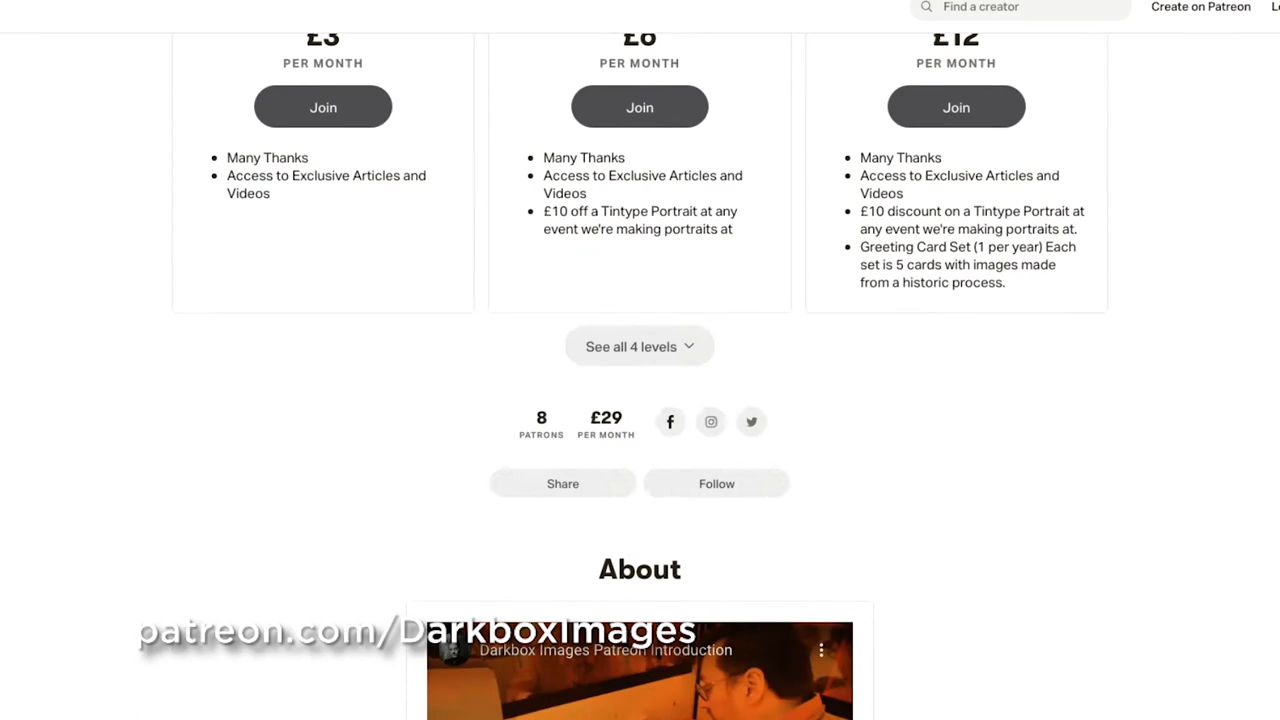 Find a creator
Create on Patreon
£3
PER MONTH
Join
Many Thanks
Access to Exclusive Articles and
Videos
£6
PER MONTH
Join
Many Thanks
Access to Exclusive Articles and
Videos
£10 off a Tintype Portrait at any
event we're making portraits at
£12
PER MONTH
Join
Many Thanks
Access to Exclusive Articles and
Videos
£10 discount on a Tintype Portrait at
any event we're making portraits at.
Greeting Card Set (1 per year) Each
set is 5 cards with images made
from a historic process.
See all 4 levels
8
PATRONS
£29
PER MONTH
Share
Follow
About
patreon.com/DarkboxImages
Darkbox Images Patreon Introduction